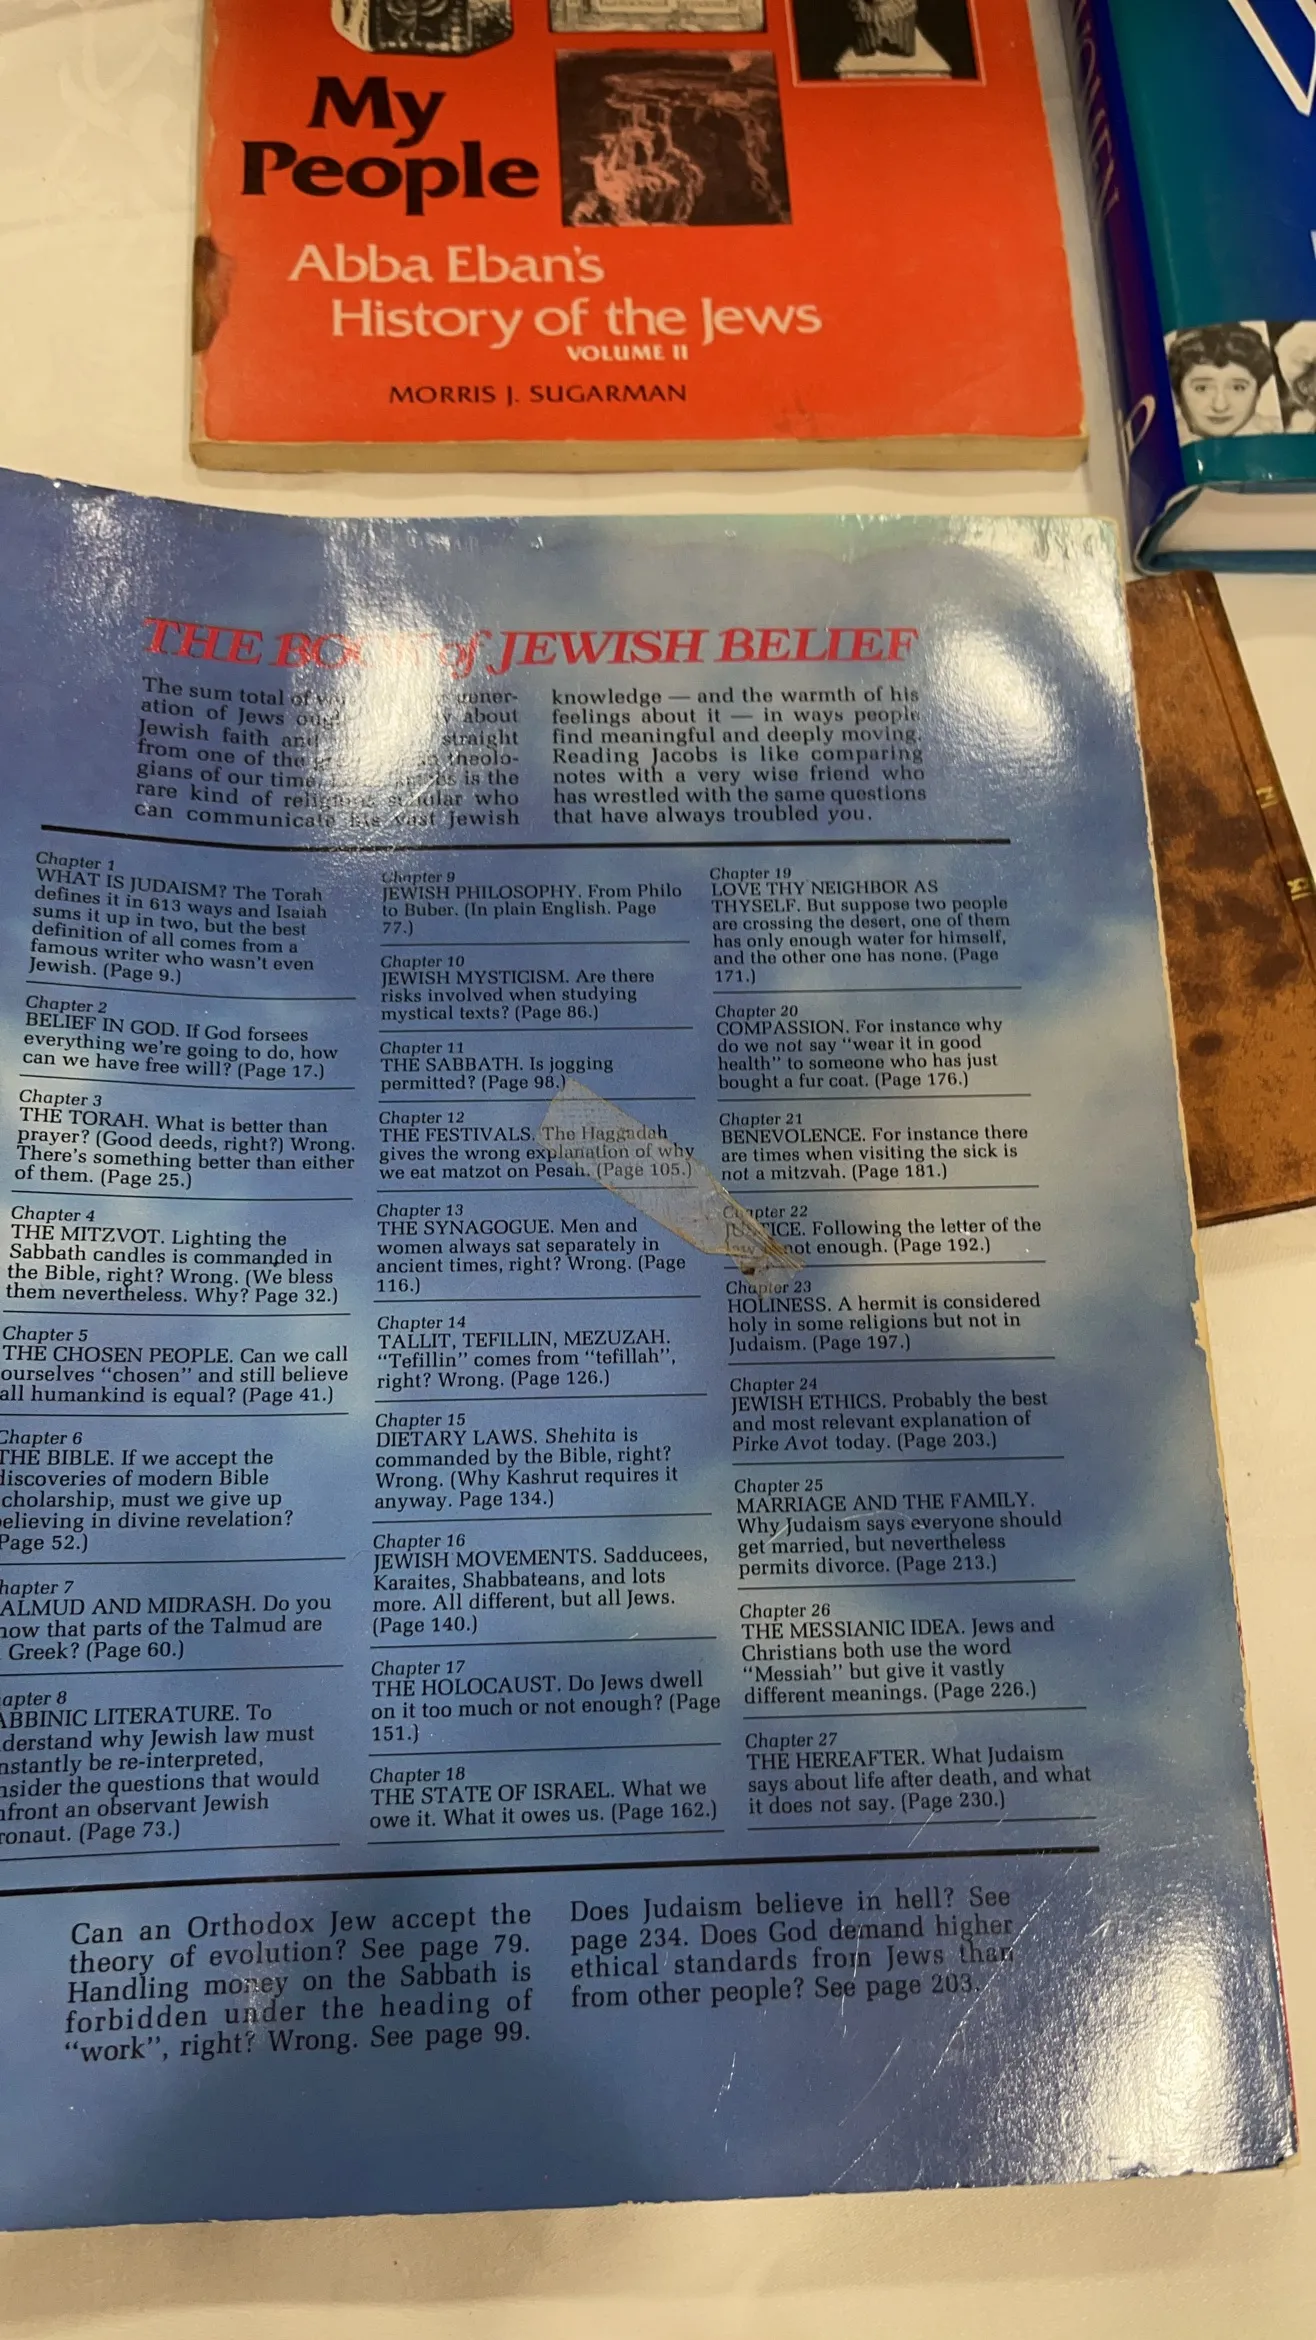 My
People
Abba Eban's
History of the Jews
VOLUME II
MORRIS J. SUGARMAN
THE BOOK of JEWISH BELIEF
The sum total of
ation of Jews about
Jewish faith and straight
from one of the theolo-
gians of our time. is the
rare kind of religious scholar who
can communicate his vast Jewish
knowledge — and the warmth of his
feelings about it — in ways people
find meaningful and deeply moving.
Reading Jacobs is like comparing
notes with a very wise friend who
has wrestled with the same questions
that have always troubled you.
Chapter 1
WHAT IS JUDAISM? The Torah
defines it in 613 ways and Isaiah
sums it up in two, but the best
definition of all comes from a
famous writer who wasn't even
Jewish. (Page 9.)
Chapter 2
BELIEF IN GOD. If God forsees
everything we're going to do, how
can we have free will? (Page 17.)
Chapter 3
THE TORAH. What is better than
prayer? (Good deeds, right?) Wrong.
There's something better than either
of them. (Page 25.)
Chapter 4
THE MITZVOT. Lighting the
Sabbath candles is commanded in
the Bible, right? Wrong. (We bless
them nevertheless. Why? Page 32.)
Chapter 5
THE CHOSEN PEOPLE. Can we call
ourselves "chosen" and still believe
all humankind is equal? (Page 41.)
Chapter 6
THE BIBLE. If we accept the
discoveries of modern Bible
cholarship, must we give up
elieving in divine revelation?
Page 52.)
hapter 7
ALMUD AND MIDRASH. Do you
now that parts of the Talmud are
Greek? (Page 60.)
apter 8
ABBINIC LITERATURE. To
derstand why Jewish law must
nstantly be re-interpreted,
nsider the questions that would
nfront an observant Jewish
ronaut. (Page 73.)
Chapter 9
JEWISH PHILOSOPHY. From Philo
to Buber. (In plain English. Page
77.)
Chapter 10
JEWISH MYSTICISM. Are there
risks involved when studying
mystical texts? (Page 86.)
Chapter 11
THE SABBATH. Is jogging
permitted? (Page 98.)
Chapter 12
THE FESTIVALS. The Haggadah
gives the wrong explanation of why
we eat matzot on Pesah. (Page 105.)
Chapter 13
THE SYNAGOGUE. Men and
women always sat separately in
ancient times, right? Wrong. (Page
116.)
Chapter 14
TALLIT, TEFILLIN, MEZUZAH.
"Tefillin" comes from "tefillah",
right? Wrong. (Page 126.)
Chapter 15
DIETARY LAWS. Shehita is
commanded by the Bible, right?
Wrong. (Why Kashrut requires it
anyway. Page 134.)
Chapter 16
JEWISH MOVEMENTS. Sadducees,
Karaites, Shabbateans, and lots
more. All different, but all Jews.
(Page 140.)
Chapter 17
THE HOLOCAUST. Do Jews dwell
on it too much or not enough? (Page
151.)
Chapter 18
THE STATE OF ISRAEL. What we
owe it. What it owes us. (Page 162.)
Chapter 19
LOVE THY NEIGHBOR AS
THYSELF. But suppose two people
are crossing the desert, one of them
has only enough water for himself,
and the other one has none. (Page
171.)
Chapter 20
COMPASSION. For instance why
do we not say "wear it in good
health" to someone who has just
bought a fur coat. (Page 176.)
Chapter 21
BENEVOLENCE. For instance there
are times when visiting the sick is
not a mitzvah. (Page 181.)
Chapter 22
JUSTICE. Following the letter of the
law is not enough. (Page 192.)
Chapter 23
HOLINESS. A hermit is considered
holy in some religions but not in
Judaism. (Page 197.)
Chapter 24
JEWISH ETHICS. Probably the best
and most relevant explanation of
Pirke Avot today. (Page 203.)
Chapter 25
MARRIAGE AND THE FAMILY.
Why Judaism says everyone should
get married, but nevertheless
permits divorce. (Page 213.)
Chapter 26
THE MESSIANIC IDEA. Jews and
Christians both use the word
"Messiah" but give it vastly
different meanings. (Page 226.)
Chapter 27
THE HEREAFTER. What Judaism
says about life after death, and what
it does not say. (Page 230.)
Can an Orthodox Jew accept the
theory of evolution? See page 79.
Handling money on the Sabbath is
forbidden under the heading of
"work", right? Wrong. See page 99.
Does Judaism believe in hell? See
page 234. Does God demand higher
ethical standards from Jews than
from other people? See page 203.